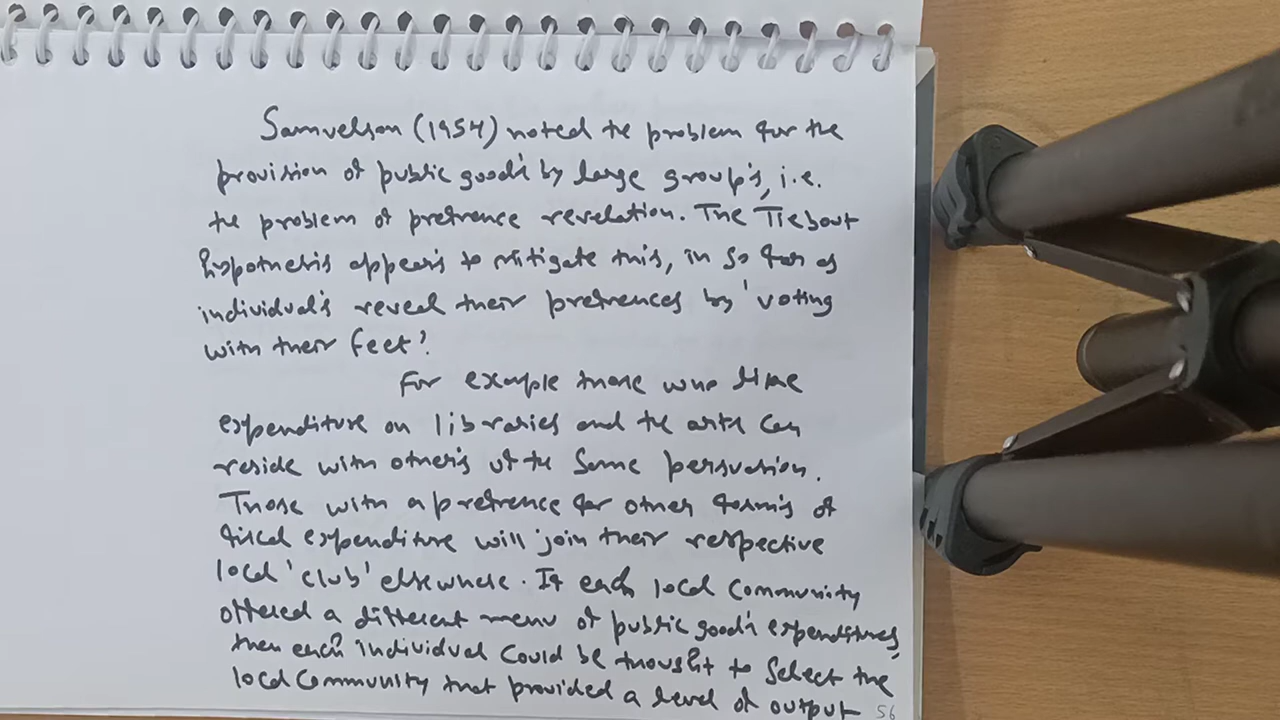 Samuelson (1954) noted the problem for the
provision of public goods by large groups, i.e.
the problem of prefrence revelation. The Tiebout
hypothesis appears to mitigate this, in so far as
individuals reveal their prefrences by 'voting
with their feet'.
For example those who like
expenditure on libraries and the arts can
reside with others of the same persuasion.
Those with a prefrence for other forms of
fiscal expenditure will join their respective
local 'club' elsewhere. If each local community
offered a different menu of public goods expenditures,
then each individual could be thought to select the
local community that provided a level of output
56